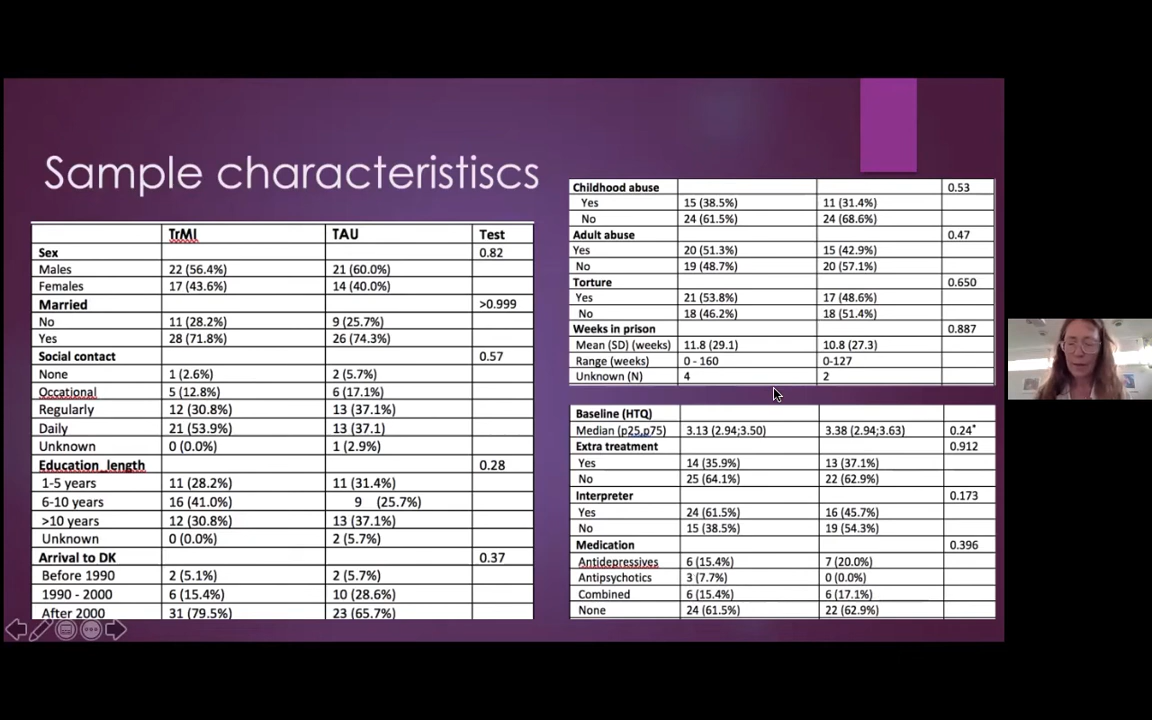 Sample characteristiscs
TrMI TAU Test
Sex 0.82
Males 22 (56.4%) 21 (60.0%)
Females 17 (43.6%) 14 (40.0%)
Married >0.999
No 11 (28.2%) 9 (25.7%)
Yes 28 (71.8%) 26 (74.3%)
Social contact 0.57
None 1 (2.6%) 2 (5.7%)
Occational 5 (12.8%) 6 (17.1%)
Regularly 12 (30.8%) 13 (37.1%)
Daily 21 (53.9%) 13 (37.1)
Unknown 0 (0.0%) 1 (2.9%)
Education length 0.28
1-5 years 11 (28.2%) 11 (31.4%)
6-10 years 16 (41.0%) 9 (25.7%)
>10 years 12 (30.8%) 13 (37.1%)
Unknown 0 (0.0%) 2 (5.7%)
Arrival to DK 0.37
Before 1990 2 (5.1%) 2 (5.7%)
1990 - 2000 6 (15.4%) 10 (28.6%)
After 2000 31 (79.5%) 23 (65.7%)
Childhood abuse 0.53
Yes 15 (38.5%) 11 (31.4%)
No 24 (61.5%) 24 (68.6%)
Adult abuse 0.47
Yes 20 (51.3%) 15 (42.9%)
No 19 (48.7%) 20 (57.1%)
Torture 0.650
Yes 21 (53.8%) 17 (48.6%)
No 18 (46.2%) 18 (51.4%)
Weeks in prison 0.887
Mean (SD) (weeks) 11.8 (29.1) 10.8 (27.3)
Range (weeks) 0 - 160 0-127
Unknown (N) 4 2
Baseline (HTQ)
Median (p25,p75) 3.13 (2.94;3.50) 3.38 (2.94;3.63) 0.24*
Extra treatment 0.912
Yes 14 (35.9%) 13 (37.1%)
No 25 (64.1%) 22 (62.9%)
Interpreter 0.173
Yes 24 (61.5%) 16 (45.7%)
No 15 (38.5%) 19 (54.3%)
Medication 0.396
Antidepressives 6 (15.4%) 7 (20.0%)
Antipsychotics 3 (7.7%) 0 (0.0%)
Combined 6 (15.4%) 6 (17.1%)
None 24 (61.5%) 22 (62.9%)